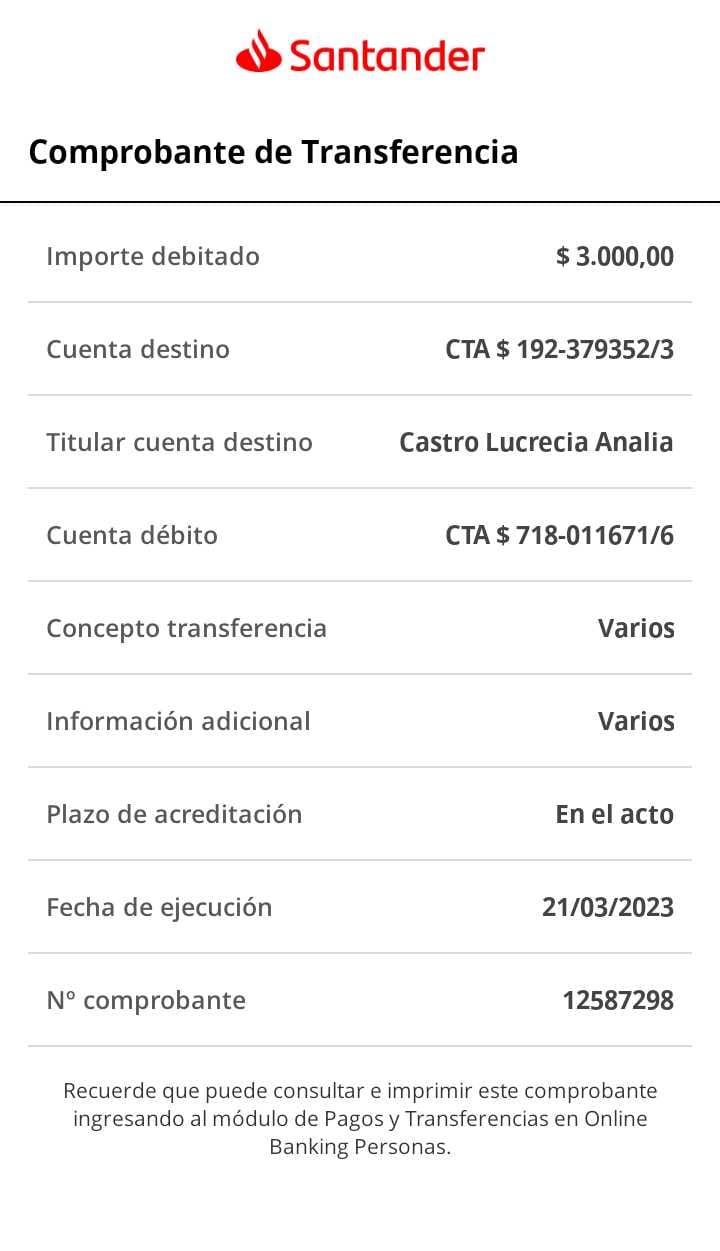 Santander
Comprobante de Transferencia
Importe debitado $ 3.000,00
Cuenta destino CTA $ 192-379352/3
Titular cuenta destino Castro Lucrecia Analia
Cuenta débito CTA $ 718-011671/6
Concepto transferencia Varios
Información adicional Varios
Plazo de acreditación En el acto
Fecha de ejecución 21/03/2023
Nº comprobante 12587298
Recuerde que puede consultar e imprimir este comprobante
ingresando al módulo de Pagos y Transferencias en Online
Banking Personas.